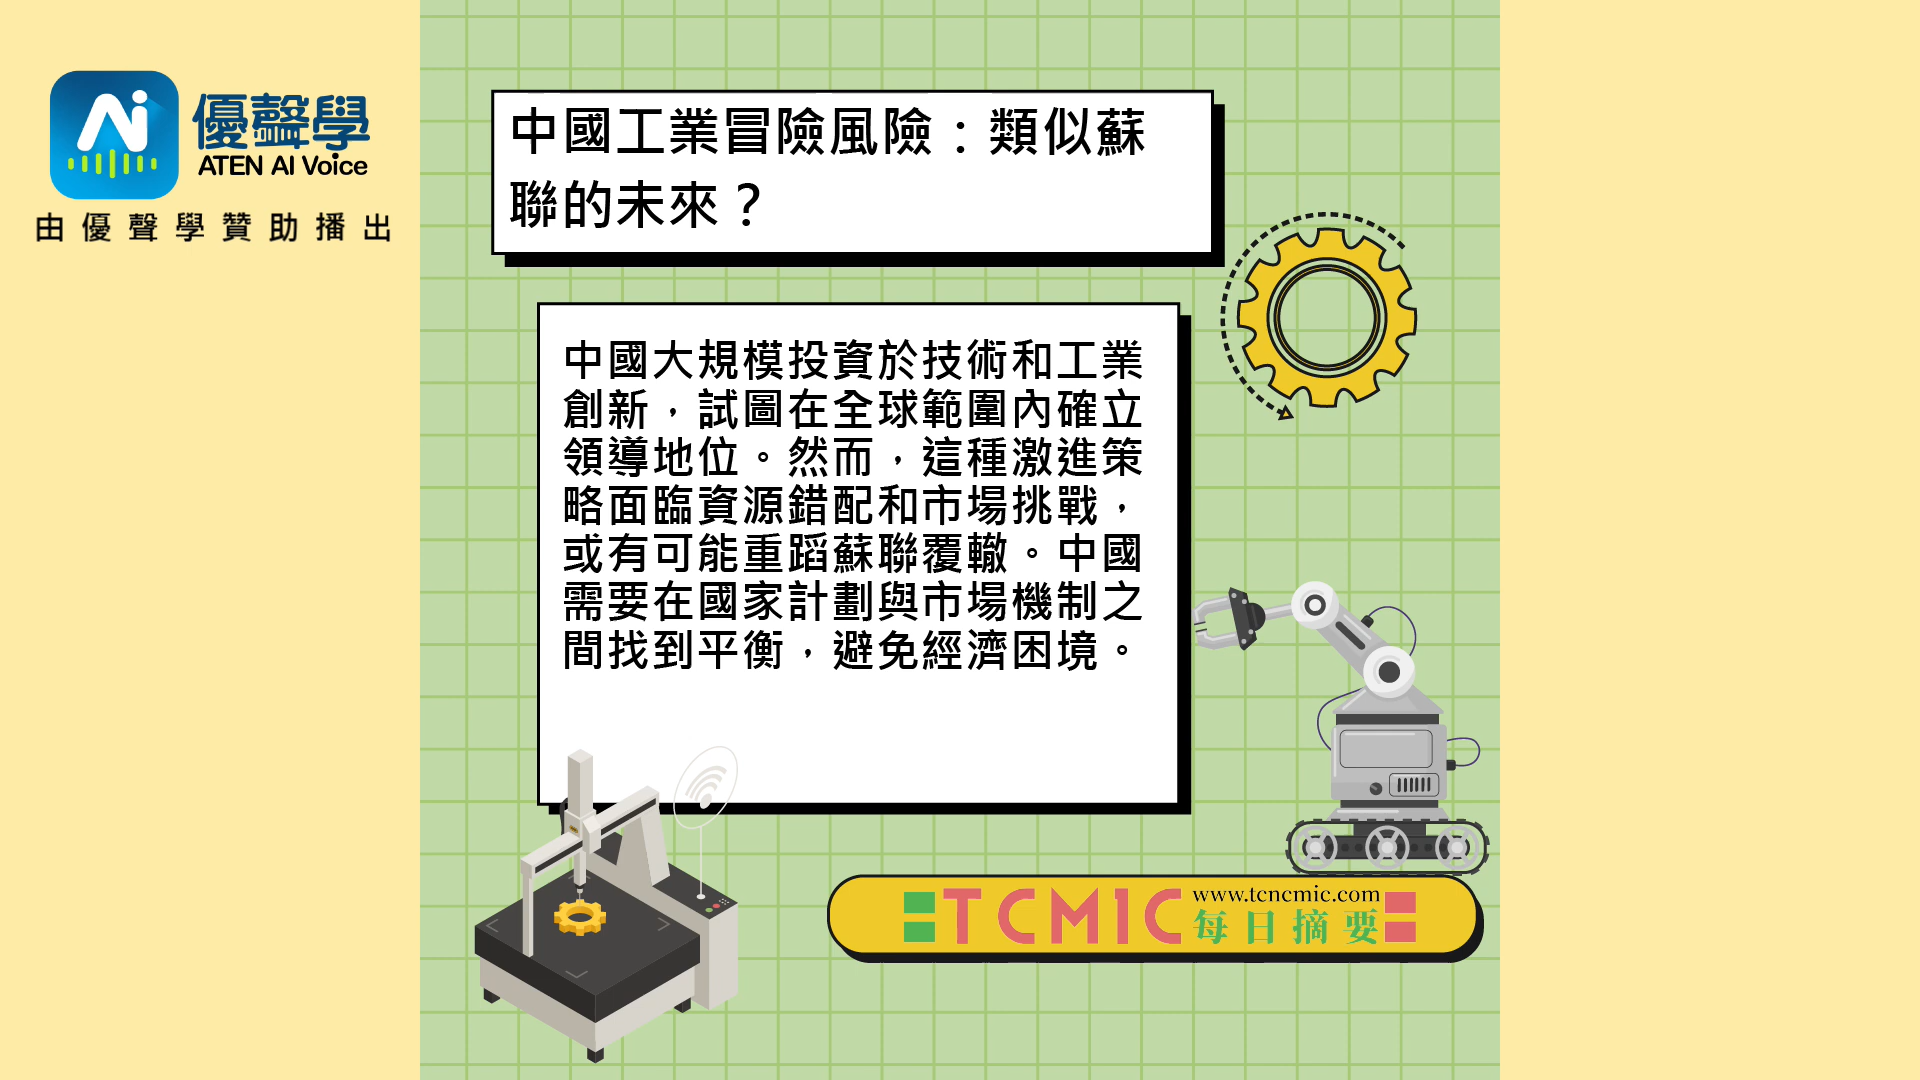 優聲學
ATEN AI Voice
由優聲學贊助播出
中國工業冒險風險：類似蘇
聯的未來？
中國大規模投資於技術和工業
創新，試圖在全球範圍內確立
領導地位。然而，這種激進策
略面臨資源錯配和市場挑戰，
或有可能重蹈蘇聯覆轍。中國
需要在國家計劃與市場機制之
間找到平衡，避免經濟困境。
TCMIC
www.tcncmic.com
每日摘要